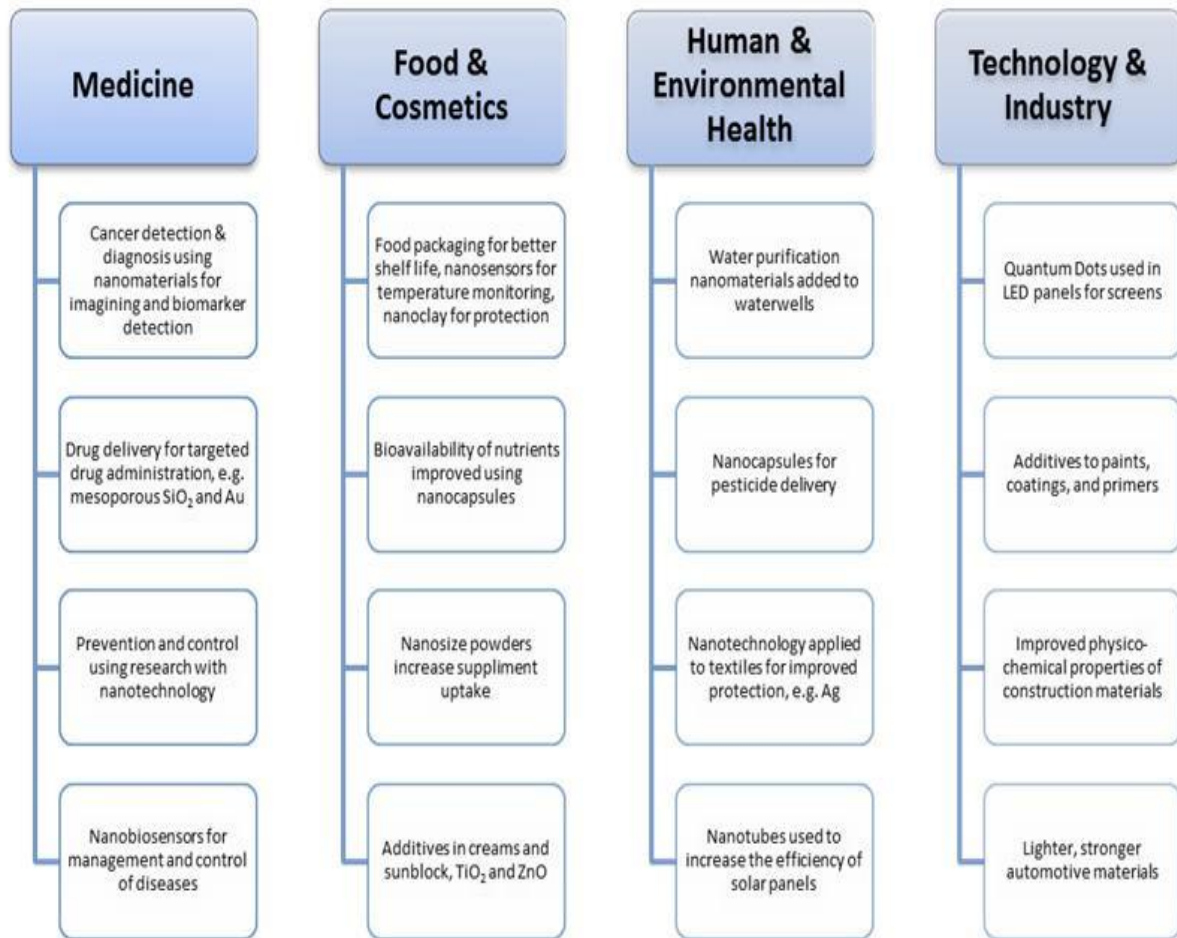 Medicine
Cancer detection &
diagnosis using
nanomaterials for
imagining and biomarker
detection
Drug delivery for targeted
drug administration, e.g.
mesoporous SiO₂ and Au
Prevention and control
using research with
nanotechnology
Nanobiosensors for
management and control
of diseases
Food &
Cosmetics
Food packaging for better
shelf life, nanosensors for
temperature monitoring,
nanoclay for protection
Bioavailability of nutrients
improved using
nanocapsules
Nanosize powders
increase suppliment
uptake
Additives in creams and
sunblock, TiO₂ and ZnO
Human &
Environmental
Health
Water purification
nanomaterials added to
waterwells
Nanocapsules for
pesticide delivery
Nanotechnology applied
to textiles for improved
protection, e.g. Ag
Nanotubes used to
increase the efficiency of
solar panels
Technology &
Industry
Quantum Dots used in
LED panels for screens
Additives to paints,
coatings, and primers
Improved physico-
chemical properties of
construction materials
Lighter, stronger
automotive materials